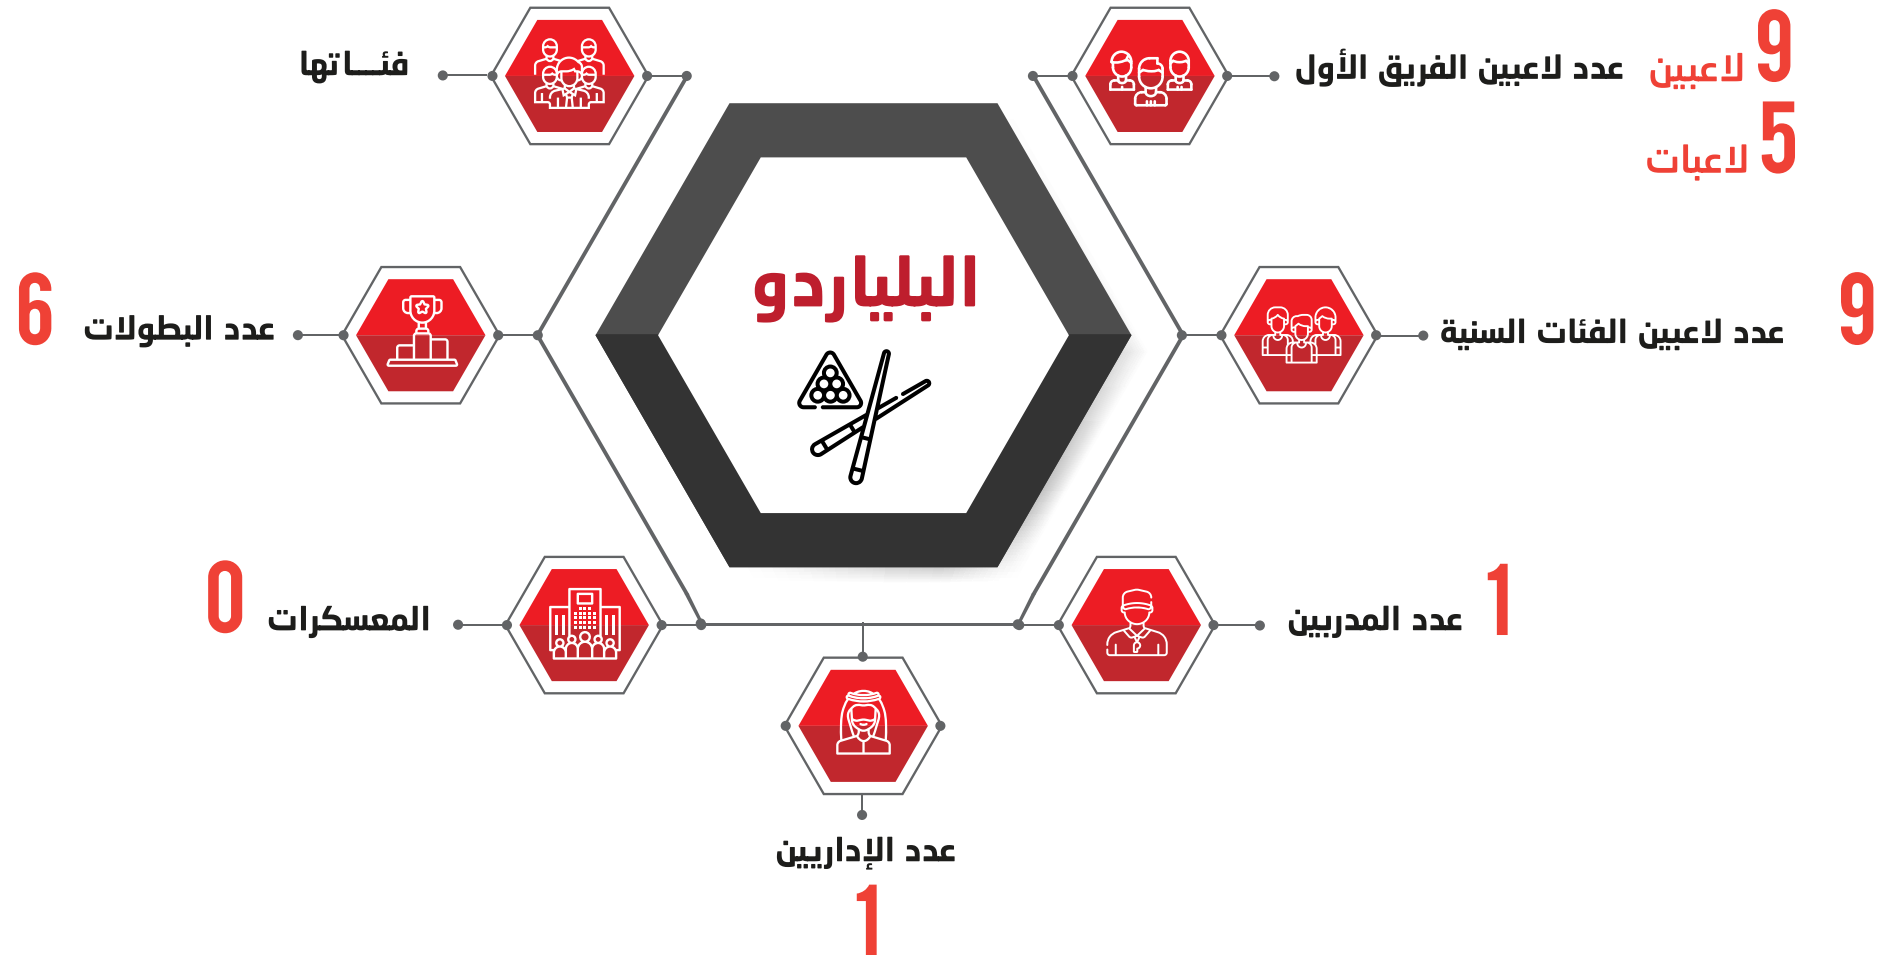 البلياردو
عدد لاعبين الفريق الأول
9 لاعبين
5 لاعبات
عدد لاعبين الفئات السنية
9
عدد المدربين
1
عدد الإداريين
1
المعسكرات
0
عدد البطولات
6
فئـــاتها